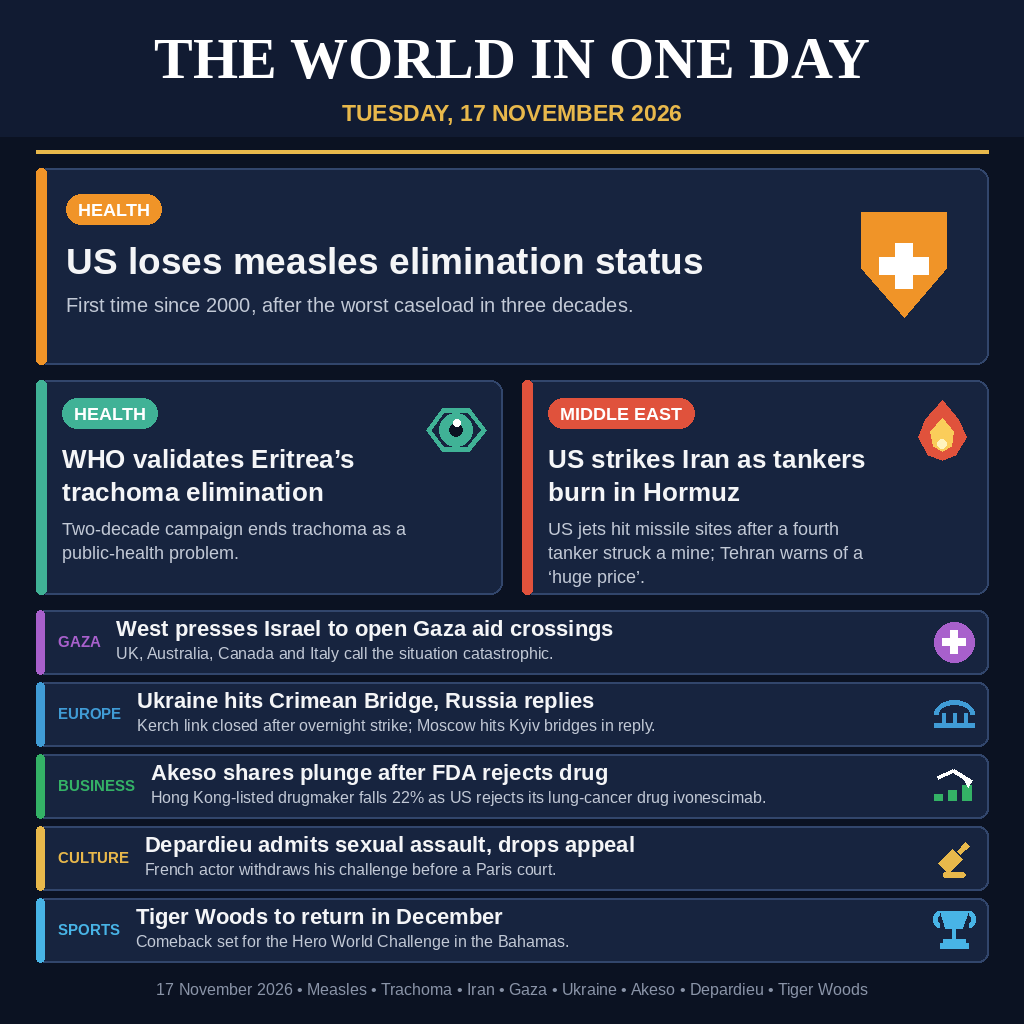 THE WORLD IN ONE DAY
TUESDAY, 17 NOVEMBER 2026
HEALTH
US loses measles elimination status
First time since 2000, after the worst caseload in three decades.
HEALTH
WHO validates Eritrea’s
trachoma elimination
Two-decade campaign ends trachoma as a
public-health problem.
MIDDLE EAST
US strikes Iran as tankers
burn in Hormuz
US jets hit missile sites after a fourth
tanker struck a mine; Tehran warns of a
‘huge price’.
GAZA
West presses Israel to open Gaza aid crossings
UK, Australia, Canada and Italy call the situation catastrophic.
EUROPE
Ukraine hits Crimean Bridge, Russia replies
Kerch link closed after overnight strike; Moscow hits Kyiv bridges in reply.
BUSINESS
Akeso shares plunge after FDA rejects drug
Hong Kong-listed drugmaker falls 22% as US rejects its lung-cancer drug ivonescimab.
CULTURE
Depardieu admits sexual assault, drops appeal
French actor withdraws his challenge before a Paris court.
SPORTS
Tiger Woods to return in December
Comeback set for the Hero World Challenge in the Bahamas.
17 November 2026 • Measles • Trachoma • Iran • Gaza • Ukraine • Akeso • Depardieu • Tiger Woods